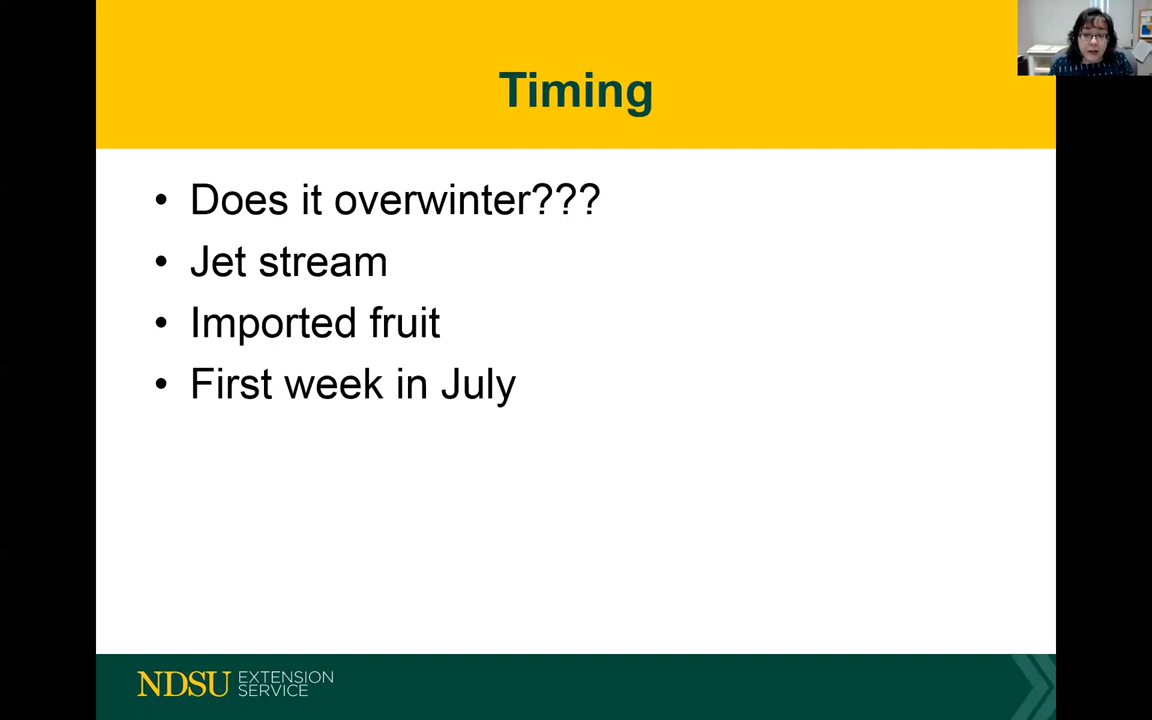 Timing
• Does it overwinter???
• Jet stream
• Imported fruit
• First week in July
NDSU EXTENSION SERVICE